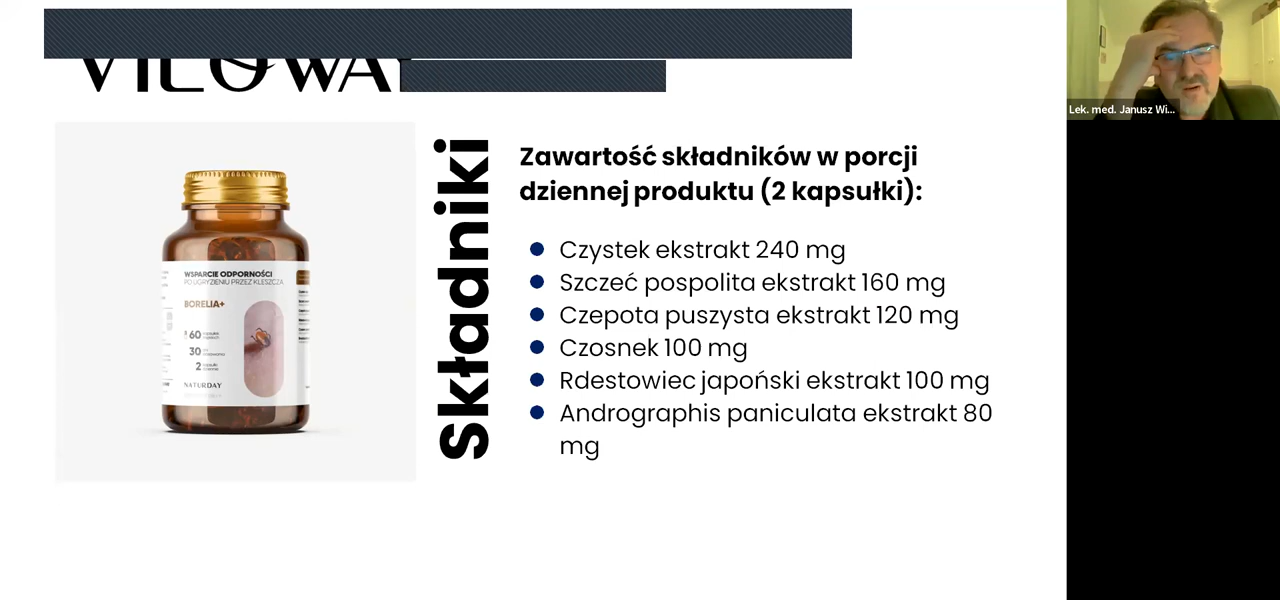 Lek. med. Janusz Wi...
Składniki
Zawartość składników w porcji
dziennej produktu (2 kapsułki):
Czystek ekstrakt 240 mg
Szczeć pospolita ekstrakt 160 mg
Czepota puszysta ekstrakt 120 mg
Czosnek 100 mg
Rdestowiec japoński ekstrakt 100 mg
Andrographis paniculata ekstrakt 80
mg
WSPARCIE ODPORNOŚCI
PO UGRYZIENIU PRZEZ KLESZCZA
BORELIA+
60
30
2
NATURDAY